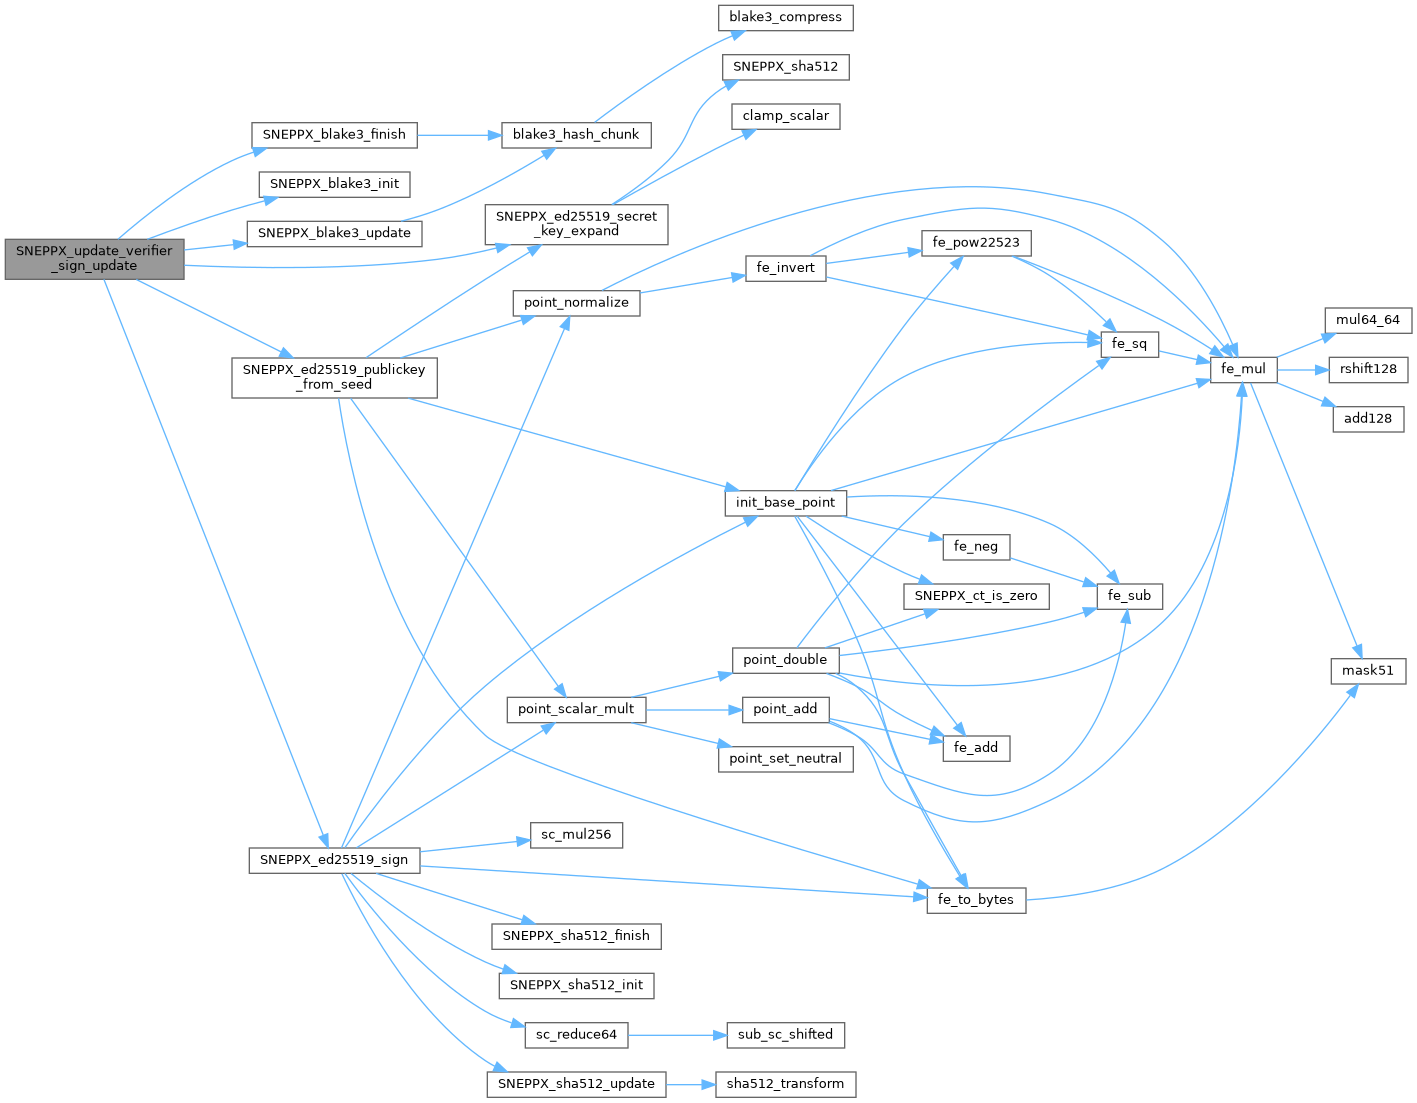 blake3_compress
SNEPPX_sha512
clamp_scalar
SNEPPX_blake3_finish
blake3_hash_chunk
SNEPPX_blake3_init
SNEPPX_blake3_update
SNEPPX_ed25519_secret
_key_expand
SNEPPX_update_verifier
_sign_update
fe_pow22523
fe_invert
point_normalize
mul64_64
fe_sq
rshift128
fe_mul
SNEPPX_ed25519_publickey
_from_seed
add128
init_base_point
fe_neg
SNEPPX_ct_is_zero
fe_sub
point_double
mask51
point_scalar_mult
point_add
fe_add
point_set_neutral
sc_mul256
SNEPPX_ed25519_sign
fe_to_bytes
SNEPPX_sha512_finish
SNEPPX_sha512_init
sc_reduce64
sub_sc_shifted
SNEPPX_sha512_update
sha512_transform